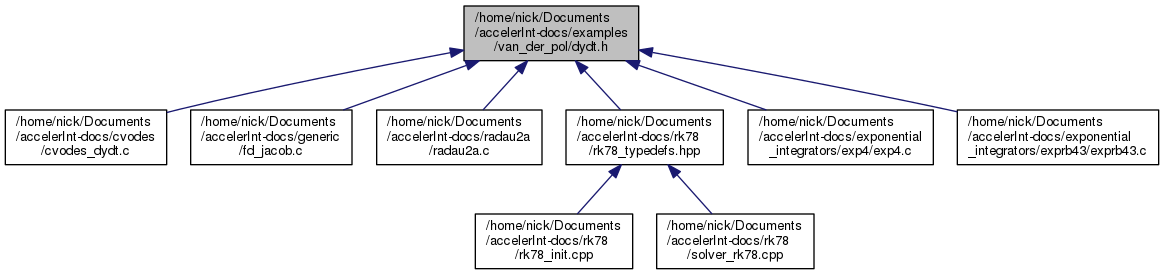 /home/nick/Documents
/accelerInt-docs/examples
/van_der_pol/dydt.h
/home/nick/Documents
/accelerInt-docs/cvodes
/cvodes_dydt.c
/home/nick/Documents
/accelerInt-docs/generic
/fd_jacob.c
/home/nick/Documents
/accelerInt-docs/radau2a
/radau2a.c
/home/nick/Documents
/accelerInt-docs/rk78
/rk78_typedefs.hpp
/home/nick/Documents
/accelerInt-docs/exponential
_integrators/exp4/exp4.c
/home/nick/Documents
/accelerInt-docs/exponential
_integrators/exprb43/exprb43.c
/home/nick/Documents
/accelerInt-docs/rk78
/rk78_init.cpp
/home/nick/Documents
/accelerInt-docs/rk78
/solver_rk78.cpp